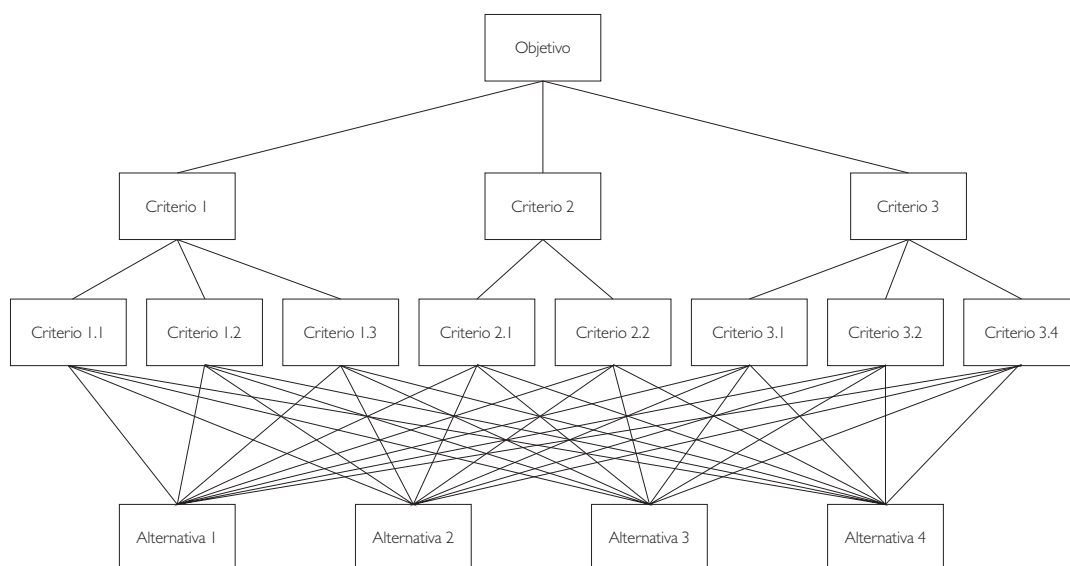 Objetivo
Criterio 1
Criterio 2
Criterio 3
Criterio 1.1
Criterio 1.2
Criterio 1.3
Criterio 2.1
Criterio 2.2
Criterio 3.1
Criterio 3.2
Criterio 3.4
Alternativa 1
Alternativa 2
Alternativa 3
Alternativa 4